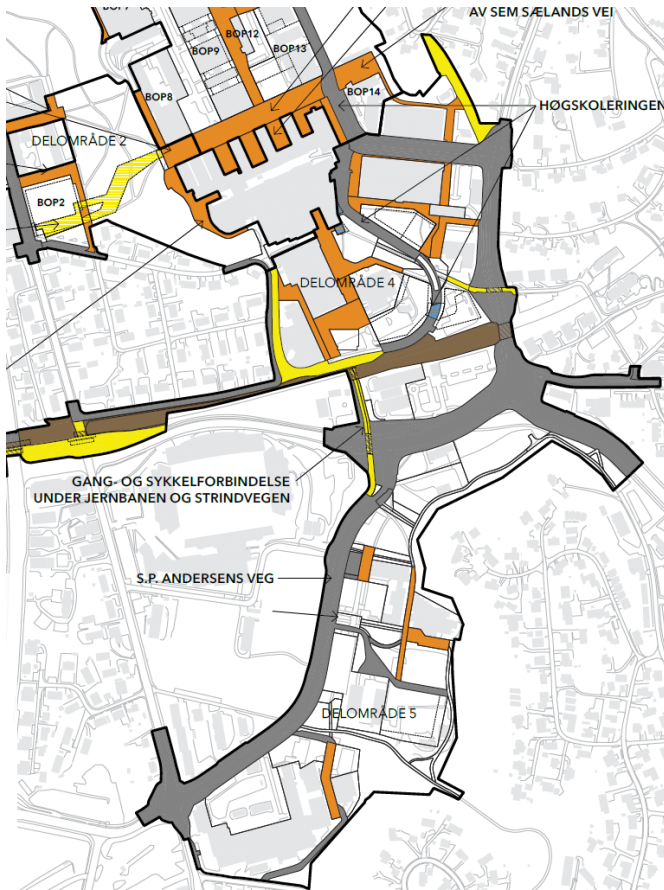 AV SEM SÆLANDS VEI
BOP12
BOP9
BOP13
BOP8
BOP14
HØGSKOLERINGEN
DELOMRÅDE 2
BOP2
DELOMRÅDE 4
GANG- OG SYKKELFORBINDELSE
UNDER JERNBANEN OG STRINDVEGEN
S.P. ANDERSENS VEG
DELOMRÅDE 5